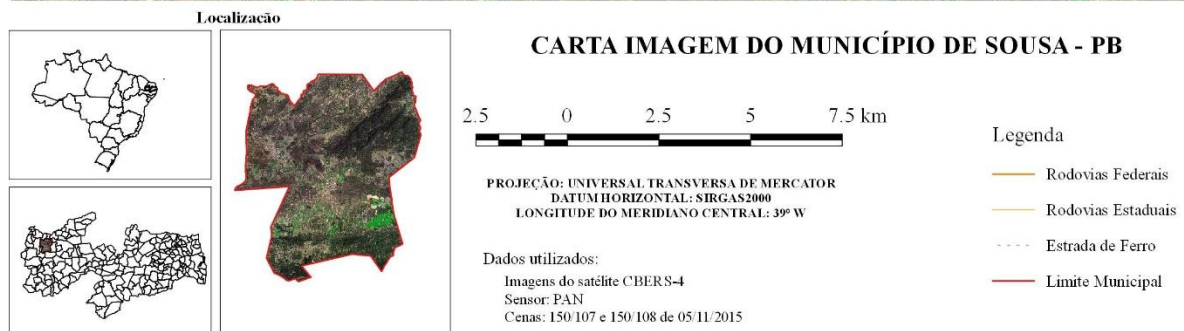 Localização
CARTA IMAGEM DO MUNICÍPIO DE SOUSA - PB
2.5 0 2.5 5 7.5 km
PROJEÇÃO: UNIVERSAL TRANSVERSA DE MERCATOR
DATUM HORIZONTAL: SIRGAS2000
LONGITUDE DO MERIDIANO CENTRAL: 39º W
Dados utilizados:
Imagens do satélite CBERS-4
Sensor: PAN
Cenas: 150/107 e 150/108 de 05/11/2015
Legenda
Rodovias Federais
Rodovias Estaduais
Estrada de Ferro
Limite Municipal